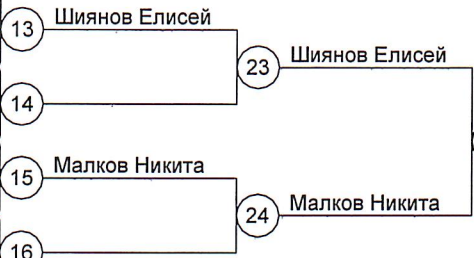 13 Шиянов Елисей
23 Шиянов Елисей
14
15 Малков Никита
24 Малков Никита
16